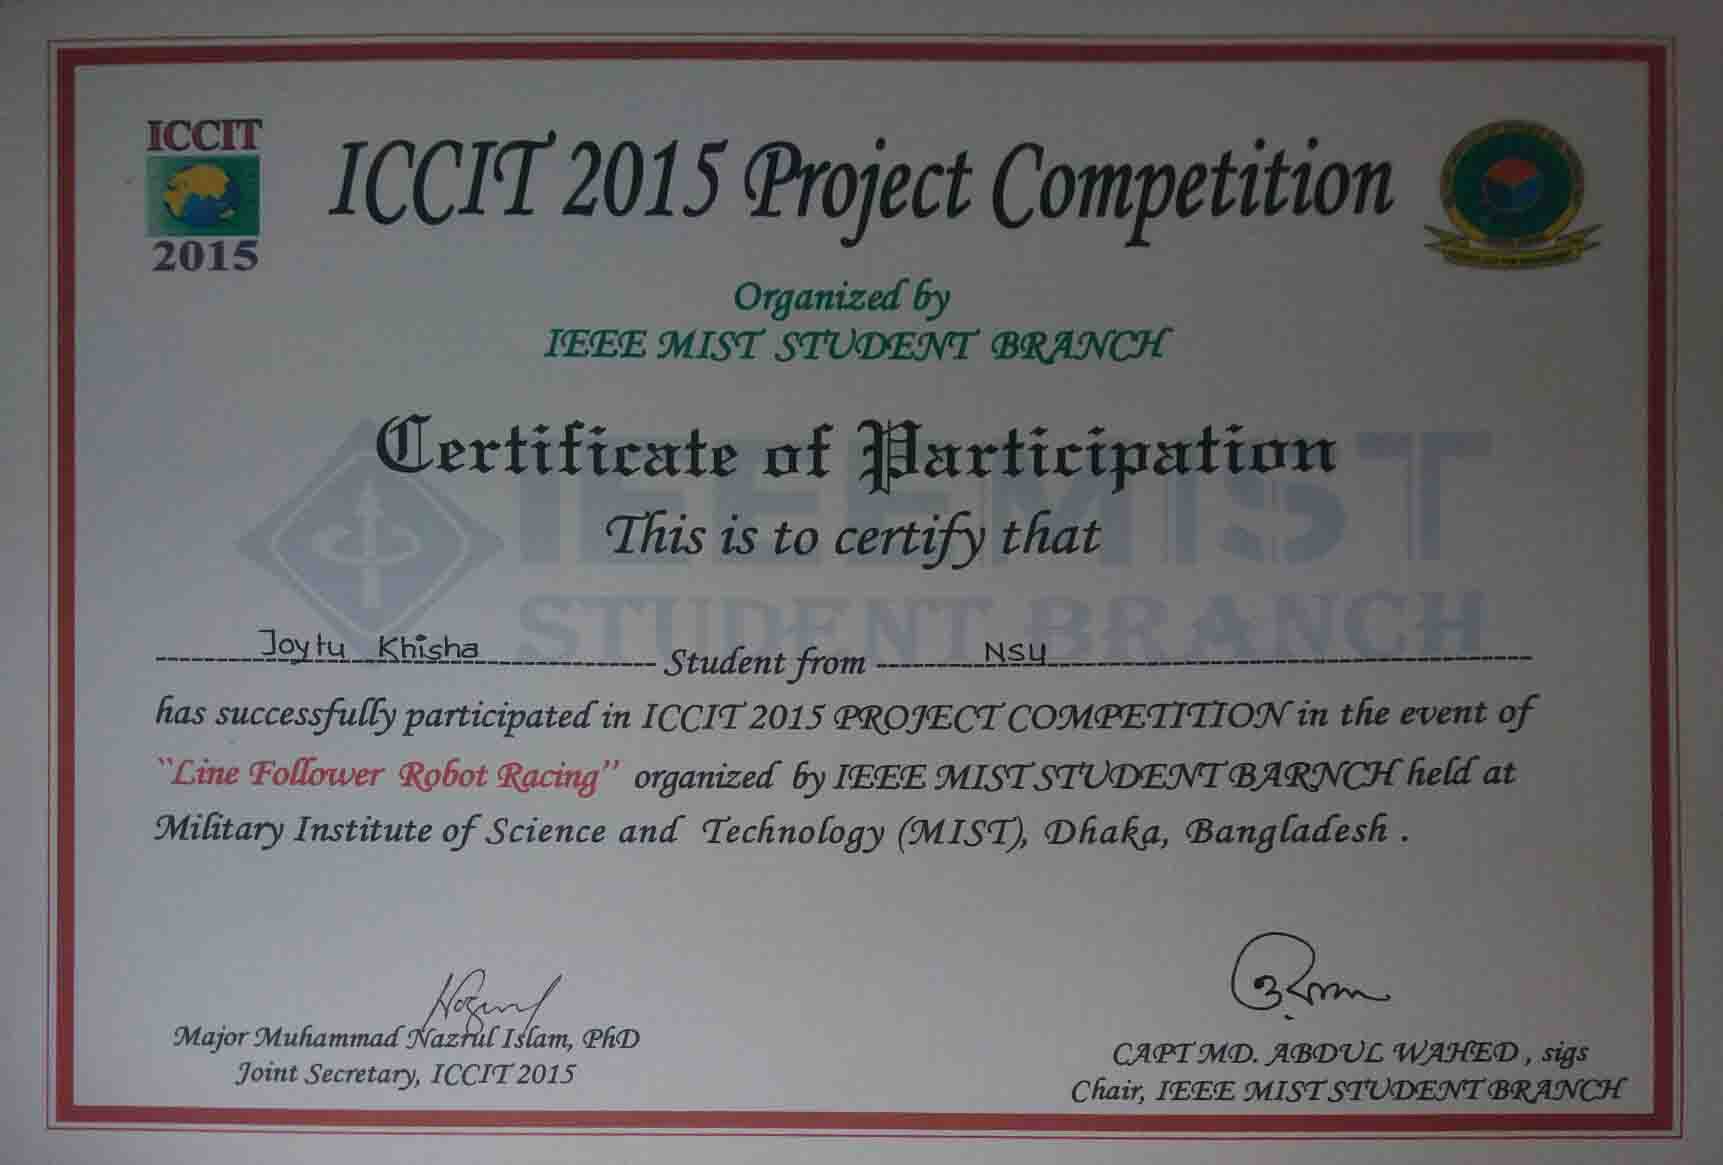 ICCIT
2015
ICCIT 2015 Project Competition
Organized by
IEEE MIST STUDENT BRANCH
IEEE MIST
STUDENT BRANCH
Certificate of Participation
This is to certify that
Joytu Khisha Student from NSU
has successfully participated in ICCIT 2015 PROJECT COMPETITION in the event of
“Line Follower Robot Racing” organized by IEEE MIST STUDENT BARNCH held at
Military Institute of Science and Technology (MIST), Dhaka, Bangladesh .
Major Muhammad Nazrul Islam, PhD
Joint Secretary, ICCIT 2015
CAPT MD. ABDUL WAHED , sigs
Chair, IEEE MIST STUDENT BRANCH